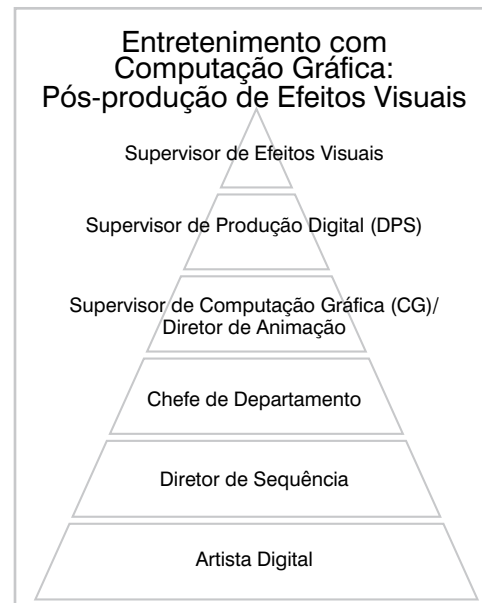 Entretenimento com
Computação Gráfica:
Pós-produção de Efeitos Visuais
Supervisor de Efeitos Visuais
Supervisor de Produção Digital (DPS)
Supervisor de Computação Gráfica (CG)/
Diretor de Animação
Chefe de Departamento
Diretor de Sequência
Artista Digital